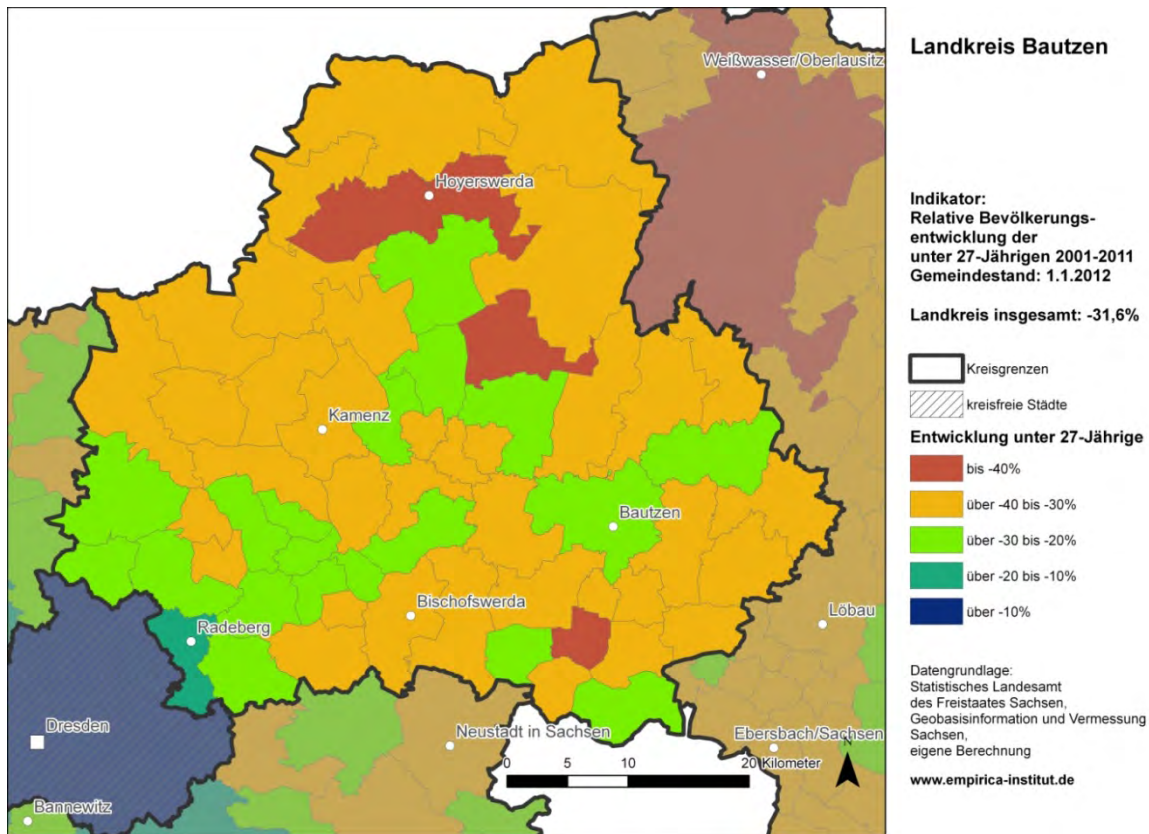 Landkreis Bautzen
Indikator:
Relative Bevölkerungs-
entwicklung der
unter 27-Jährigen 2001-2011
Gemeindestand: 1.1.2012
Landkreis insgesamt: -31,6%
Kreisgrenzen
kreisfreie Städte
Entwicklung unter 27-Jährige
bis -40%
über -40 bis -30%
über -30 bis -20%
über -20 bis -10%
über -10%
Datengrundlage:
Statistisches Landesamt
des Freistaates Sachsen,
Geobasisinformation und Vermessung
Sachsen,
eigene Berechnung
www.empirica-institut.de
Weißwasser/Oberlausitz
Hoyerswerda
Kamenz
Bautzen
Bischofswerda
Löbau
Radeberg
Dresden
Neustadt in Sachsen
Ebersbach/Sachsen
N
0 5 10 20 Kilometer
Bannewitz